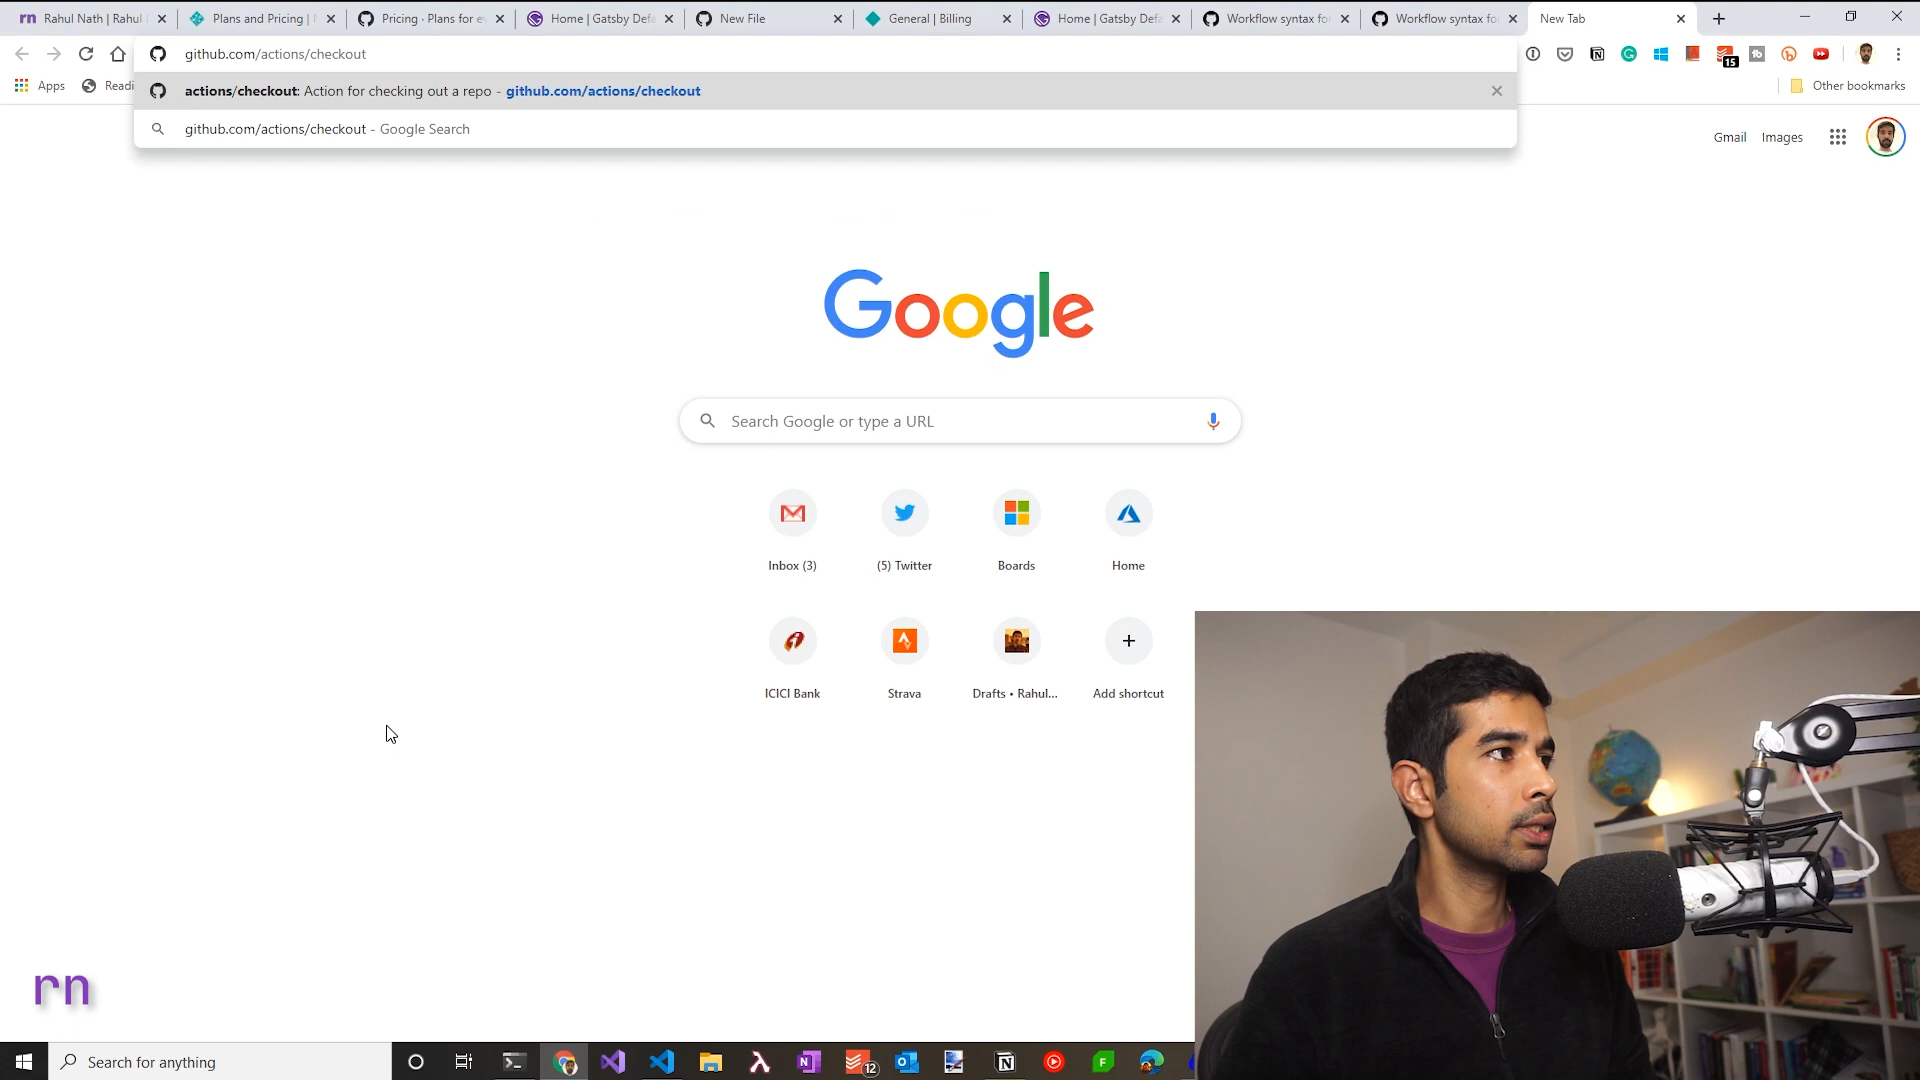 rn Rahul Nath | Rahul
Plans and Pricing |
Pricing · Plans for e
Home | Gatsby Defa
New File
General | Billing
Home | Gatsby Defa
Workflow syntax fo
Workflow syntax fo
New Tab
github.com/actions/checkout
15
Apps
Readi
actions/checkout: Action for checking out a repo - github.com/actions/checkout
Other bookmarks
github.com/actions/checkout - Google Search
Gmail
Images
Google
Search Google or type a URL
Inbox (3)
(5) Twitter
Boards
Home
ICICI Bank
Strava
Drafts • Rahul...
Add shortcut
rn
Search for anything
12